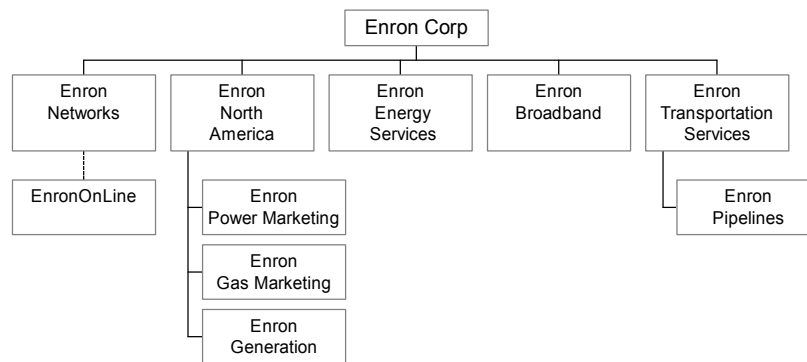 Enron Corp
Enron
Networks
Enron
North
America
Enron
Energy
Services
Enron
Broadband
Enron
Transportation
Services
EnronOnLine
Enron
Power Marketing
Enron
Gas Marketing
Enron
Generation
Enron
Pipelines